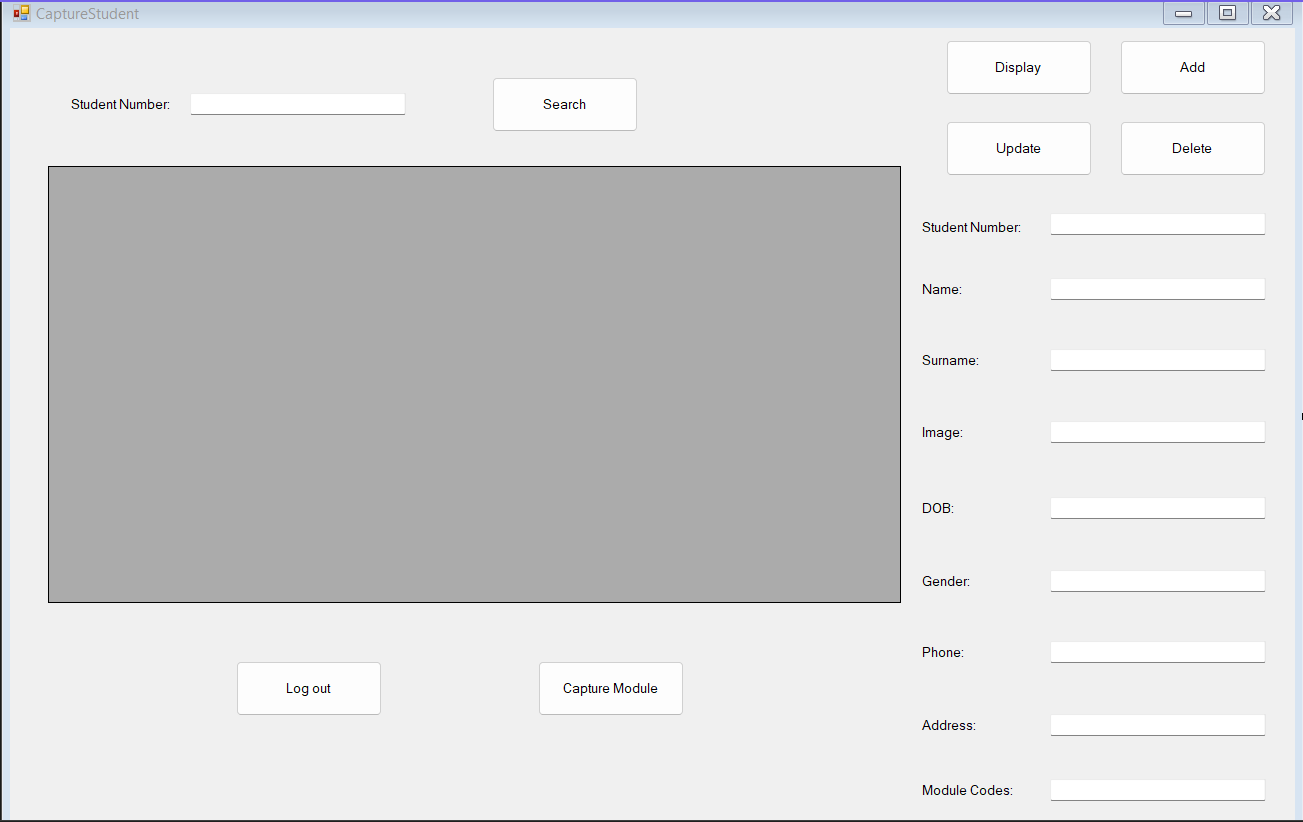 CaptureStudent
Display
Add
Student Number:
Search
Update
Delete
Student Number:
Name:
Surname:
Image:
DOB:
Gender:
Phone:
Log out
Capture Module
Address:
Module Codes: